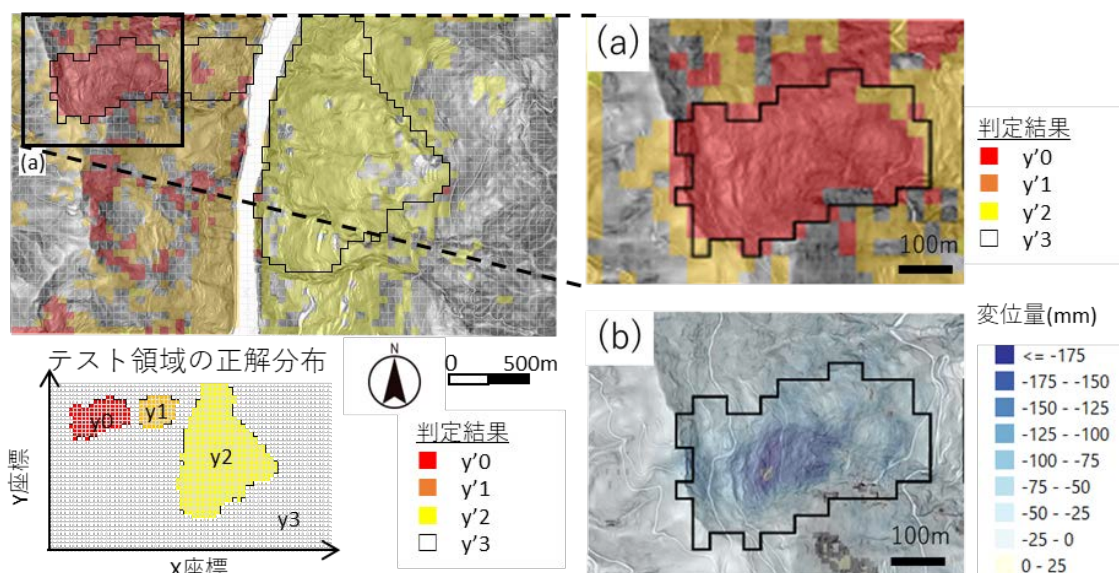 (a)
(a)
100m
判定結果
y'0
y'1
y'2
y'3
テスト領域の正解分布
Y座標
X座標
y0
y1
y2
y3
N
0 500m
判定結果
y'0
y'1
y'2
y'3
(b)
100m
変位量(mm)
<= -175
-175 - -150
-150 - -125
-125 - -100
-100 - -75
-75 - -50
-50 - -25
-25 - 0
0 - 25